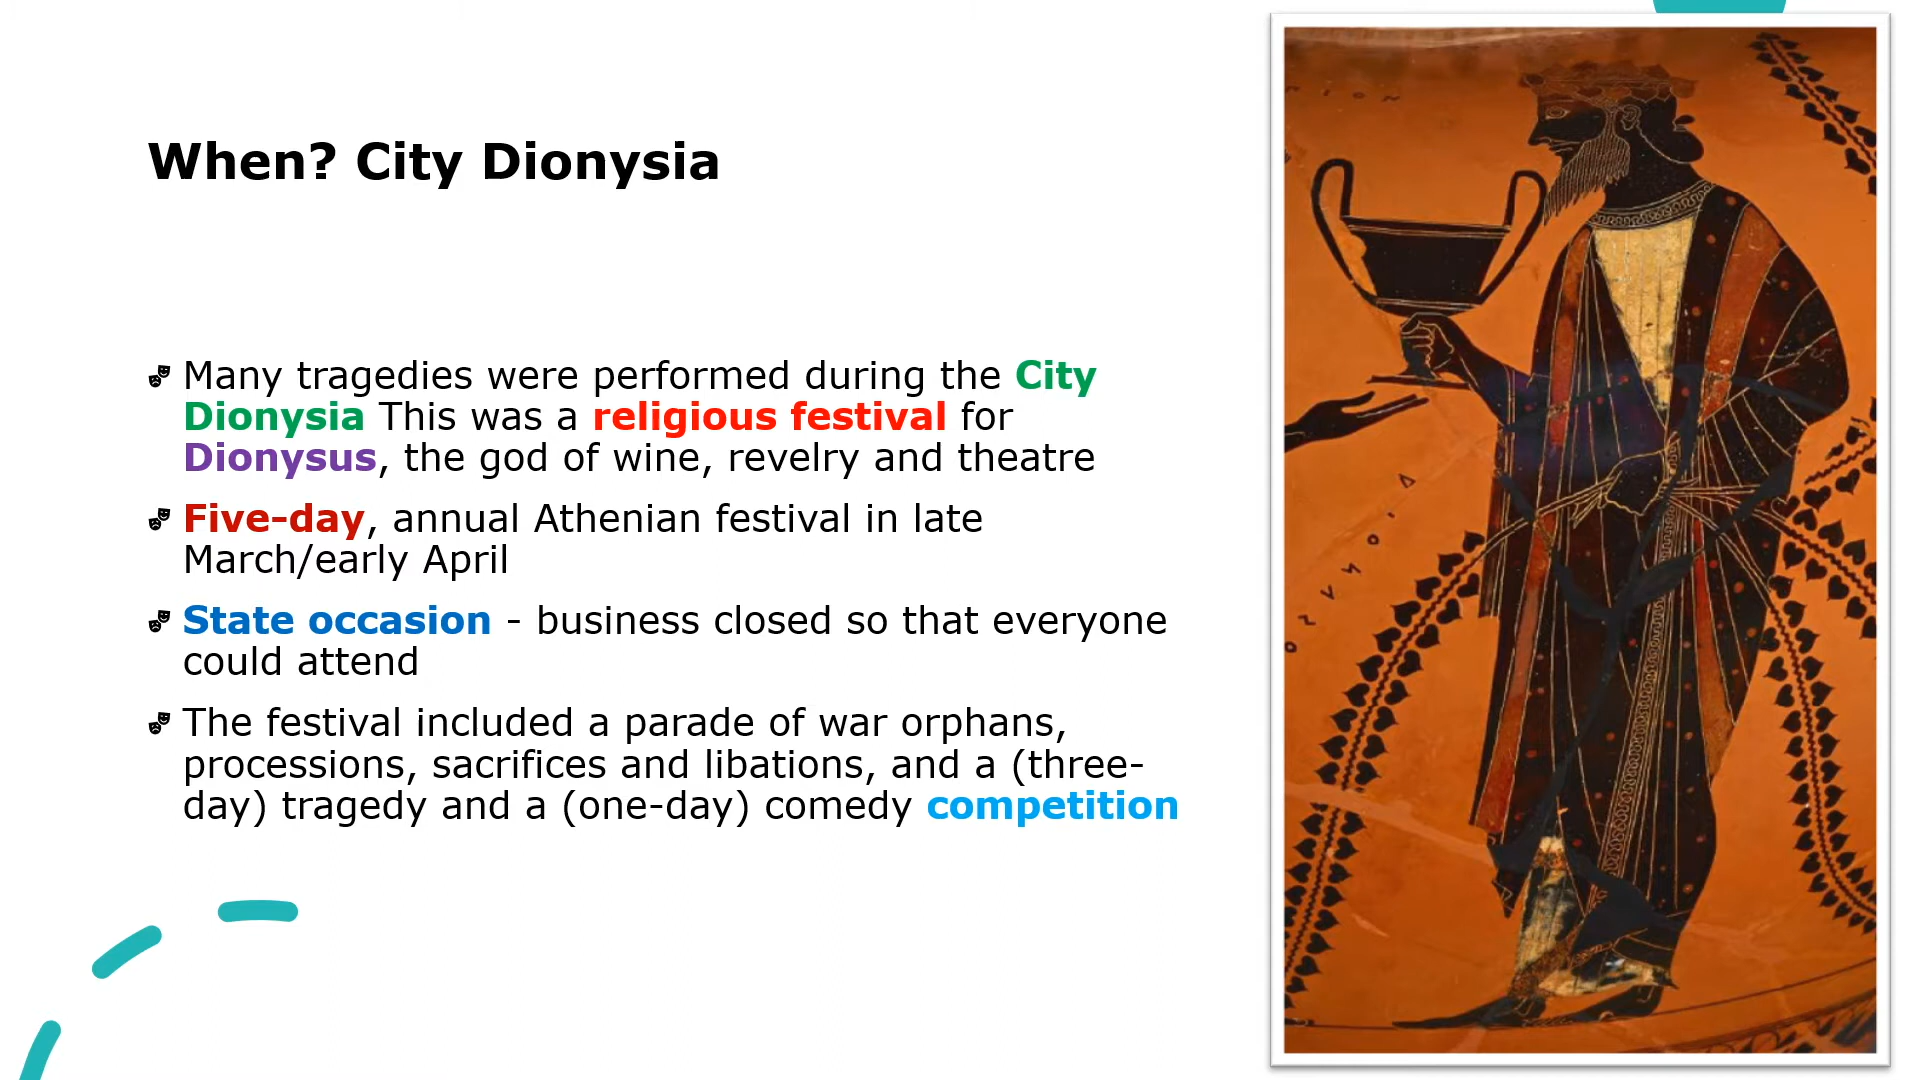 When? City Dionysia
Many tragedies were performed during the City
Dionysia This was a religious festival for
Dionysus, the god of wine, revelry and theatre
Five-day, annual Athenian festival in late
March/early April
State occasion - business closed so that everyone
could attend
The festival included a parade of war orphans,
processions, sacrifices and libations, and a (three-
day) tragedy and a (one-day) comedy competition